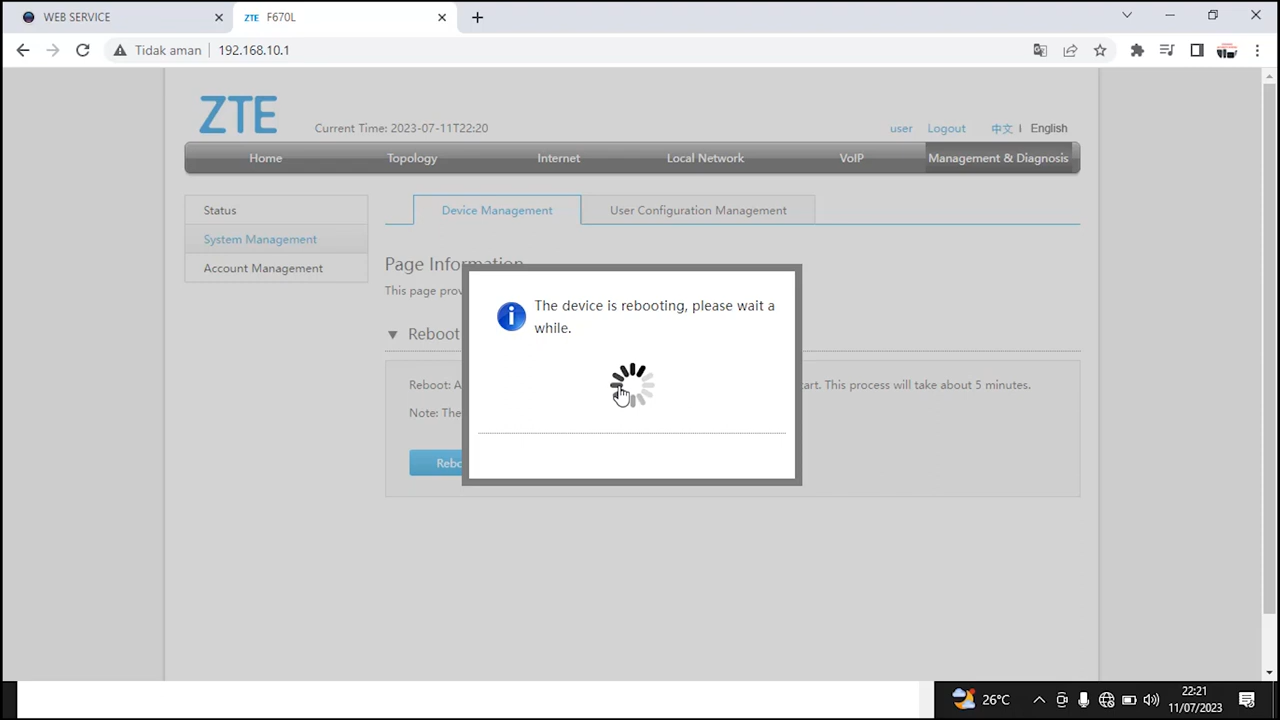 WEB SERVICE
ZTE F670L
Tidak aman 192.168.10.1
ZTE
Current Time: 2023-07-11T22:20
user Logout 中文 | English
Home Topology Internet Local Network VoIP Management & Diagnosis
Status
System Management
Account Management
Device Management User Configuration Management
Page Information
This page prov
Reboot
Reboot: A
art. This process will take about 5 minutes.
Note: The
Rebo
The device is rebooting, please wait a
while.
26°C
22:21
11/07/2023